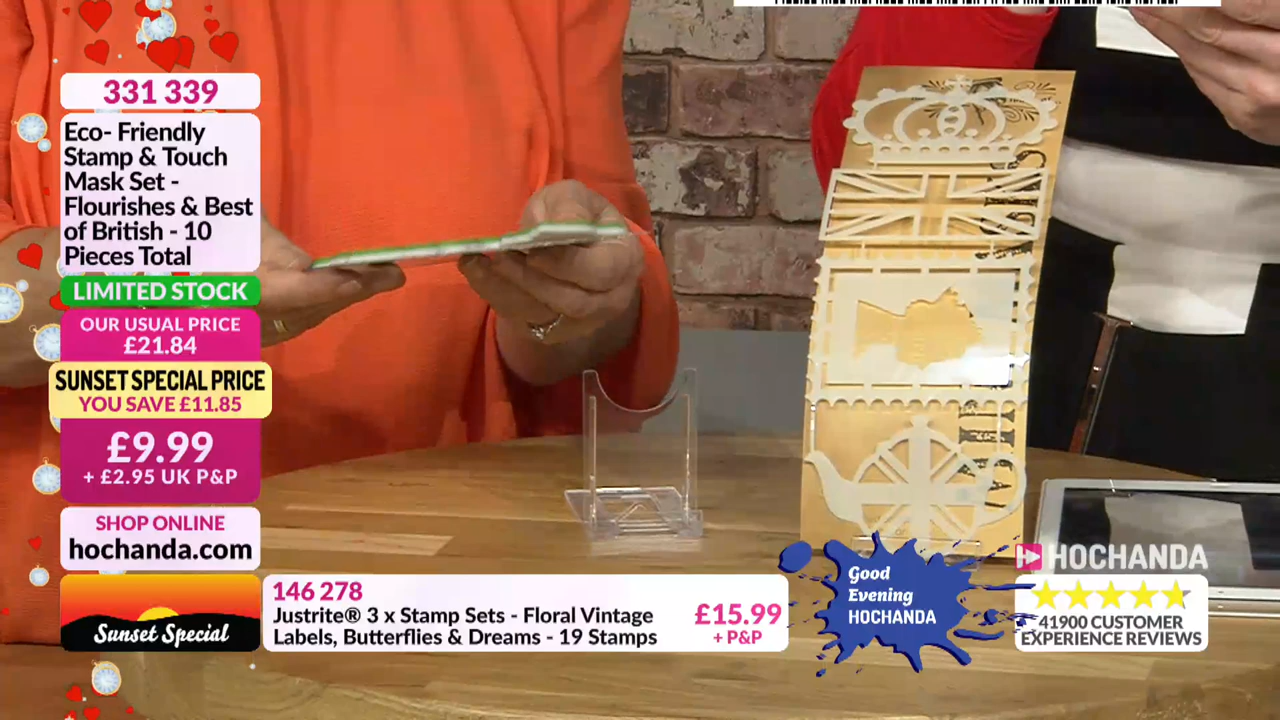 331 339
Eco- Friendly
Stamp & Touch
Mask Set -
Flourishes & Best
of British - 10
Pieces Total
LIMITED STOCK
OUR USUAL PRICE
£21.84
SUNSET SPECIAL PRICE
YOU SAVE £11.85
£9.99
+ £2.95 UK P&P
SHOP ONLINE
hochanda.com
Sunset Special
146 278
Justrite® 3 x Stamp Sets - Floral Vintage
Labels, Butterflies & Dreams - 19 Stamps
£15.99
+ P&P
Good
Evening
HOCHANDA
HOCHANDA
41900 CUSTOMER
EXPERIENCE REVIEWS